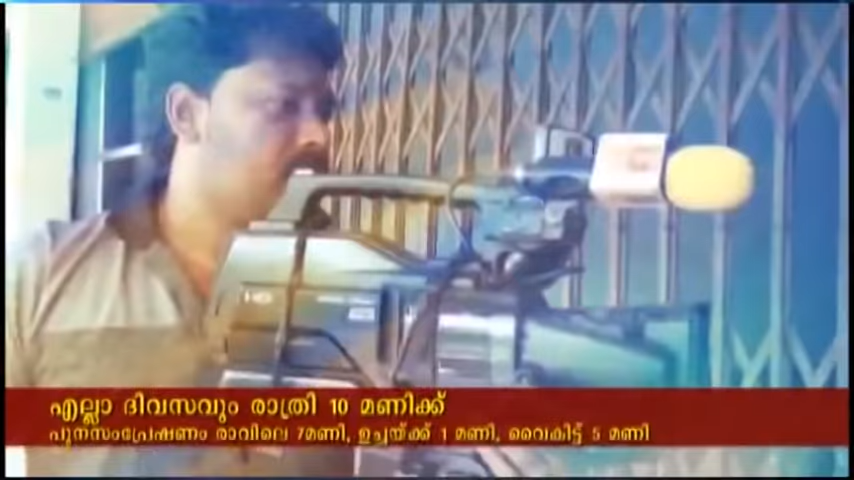 എല്ലാ ദിവസവും രാത്രി 10 മണിക്ക്
പുനസംപ്രേഷണം രാവിലെ 7മണി, ഉച്ചയ്ക്ക് 1 മണി, വൈകിട്ട് 5 മണി